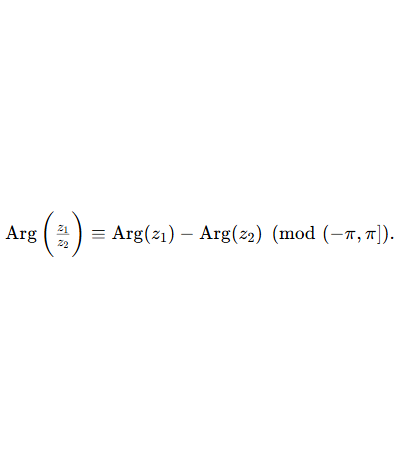 Arg(z₁/z₂) ≡ Arg(z₁) − Arg(z₂) (mod (−π, π]).